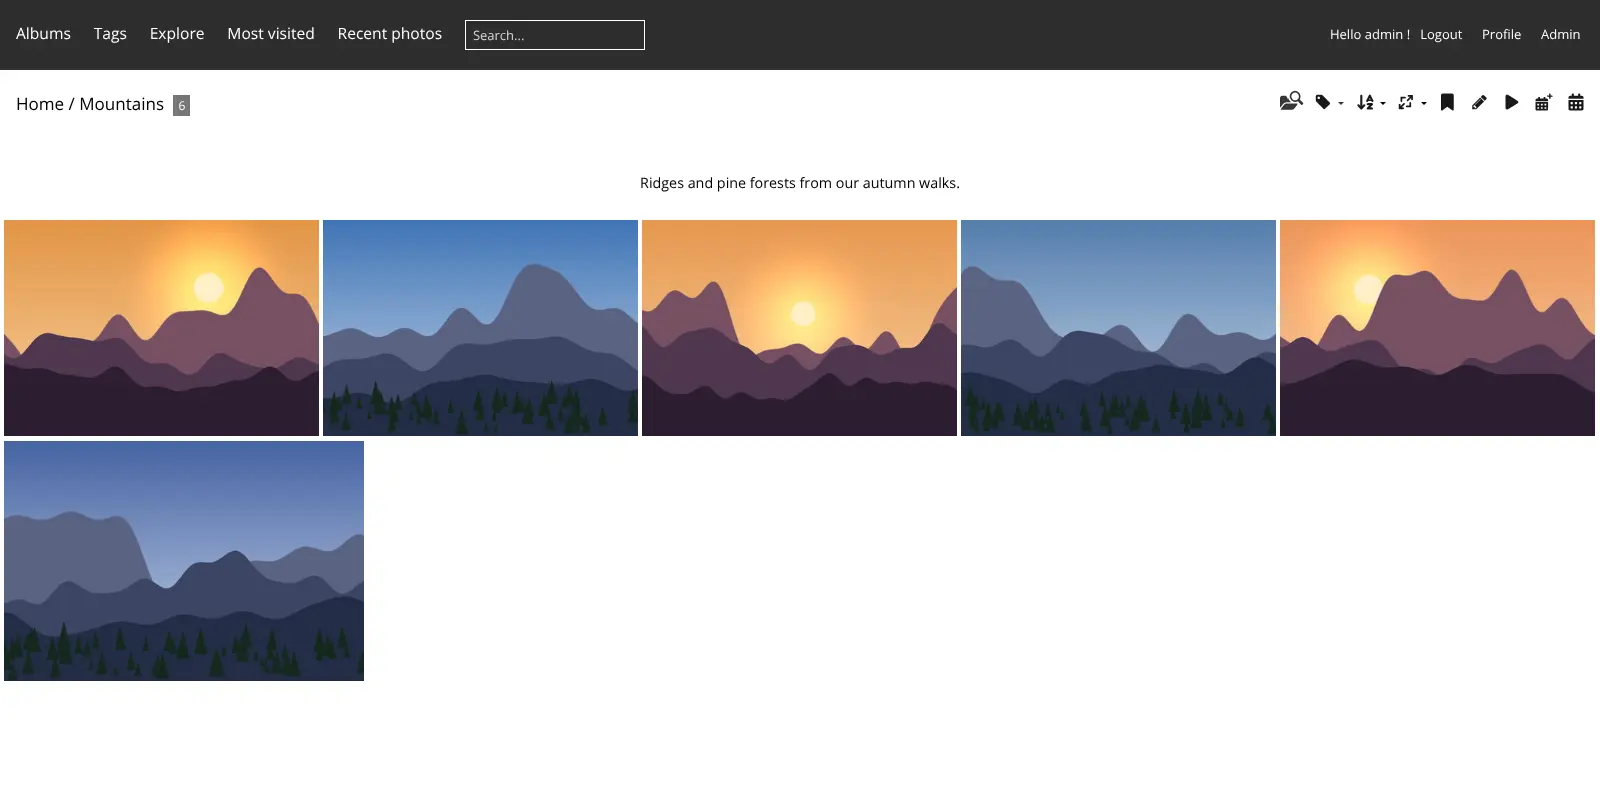 Albums Tags Explore Most visited Recent photos Search... Hello admin ! Logout Profile Admin
Home / Mountains 6
Ridges and pine forests from our autumn walks.